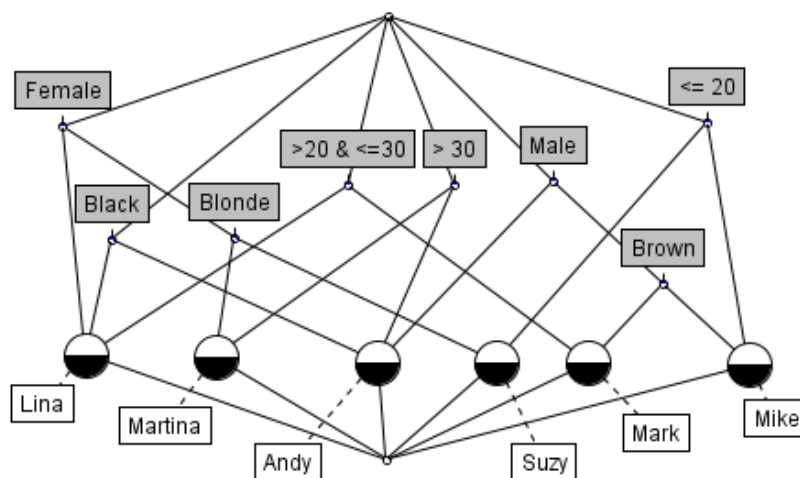 <= 20
Female
>20 & <=30
> 30
Male
Black
Blonde
Brown
Lina
Martina
Andy
Suzy
Mark
Mike